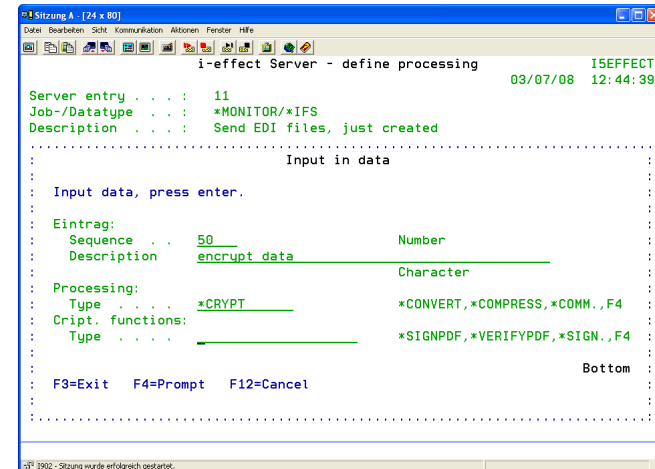 Sitzung A - [24 x 80]
Datei Bearbeiten Sicht Kommunikation Aktionen Fenster Hilfe
i-effect Server - define processing I5EFFECT
03/07/08 12:44:39
Server entry . . . : 11
Job-/Datatype . . : *MONITOR/*IFS
Description . . . : Send EDI files, just created
Input in data
Input data, press enter.
Eintrag:
Sequence . . 50 Number
Description encrypt data
Character
Processing:
Type . . . . *CRYPT *CONVERT,*COMPRESS,*COMM.,F4
Cript. functions:
Type . . . . *SIGNPDF,*VERIFYPDF,*SIGN.,F4
Bottom
F3=Exit F4=Prompt F12=Cancel
I902 - Sitzung wurde erfolgreich gestartet.